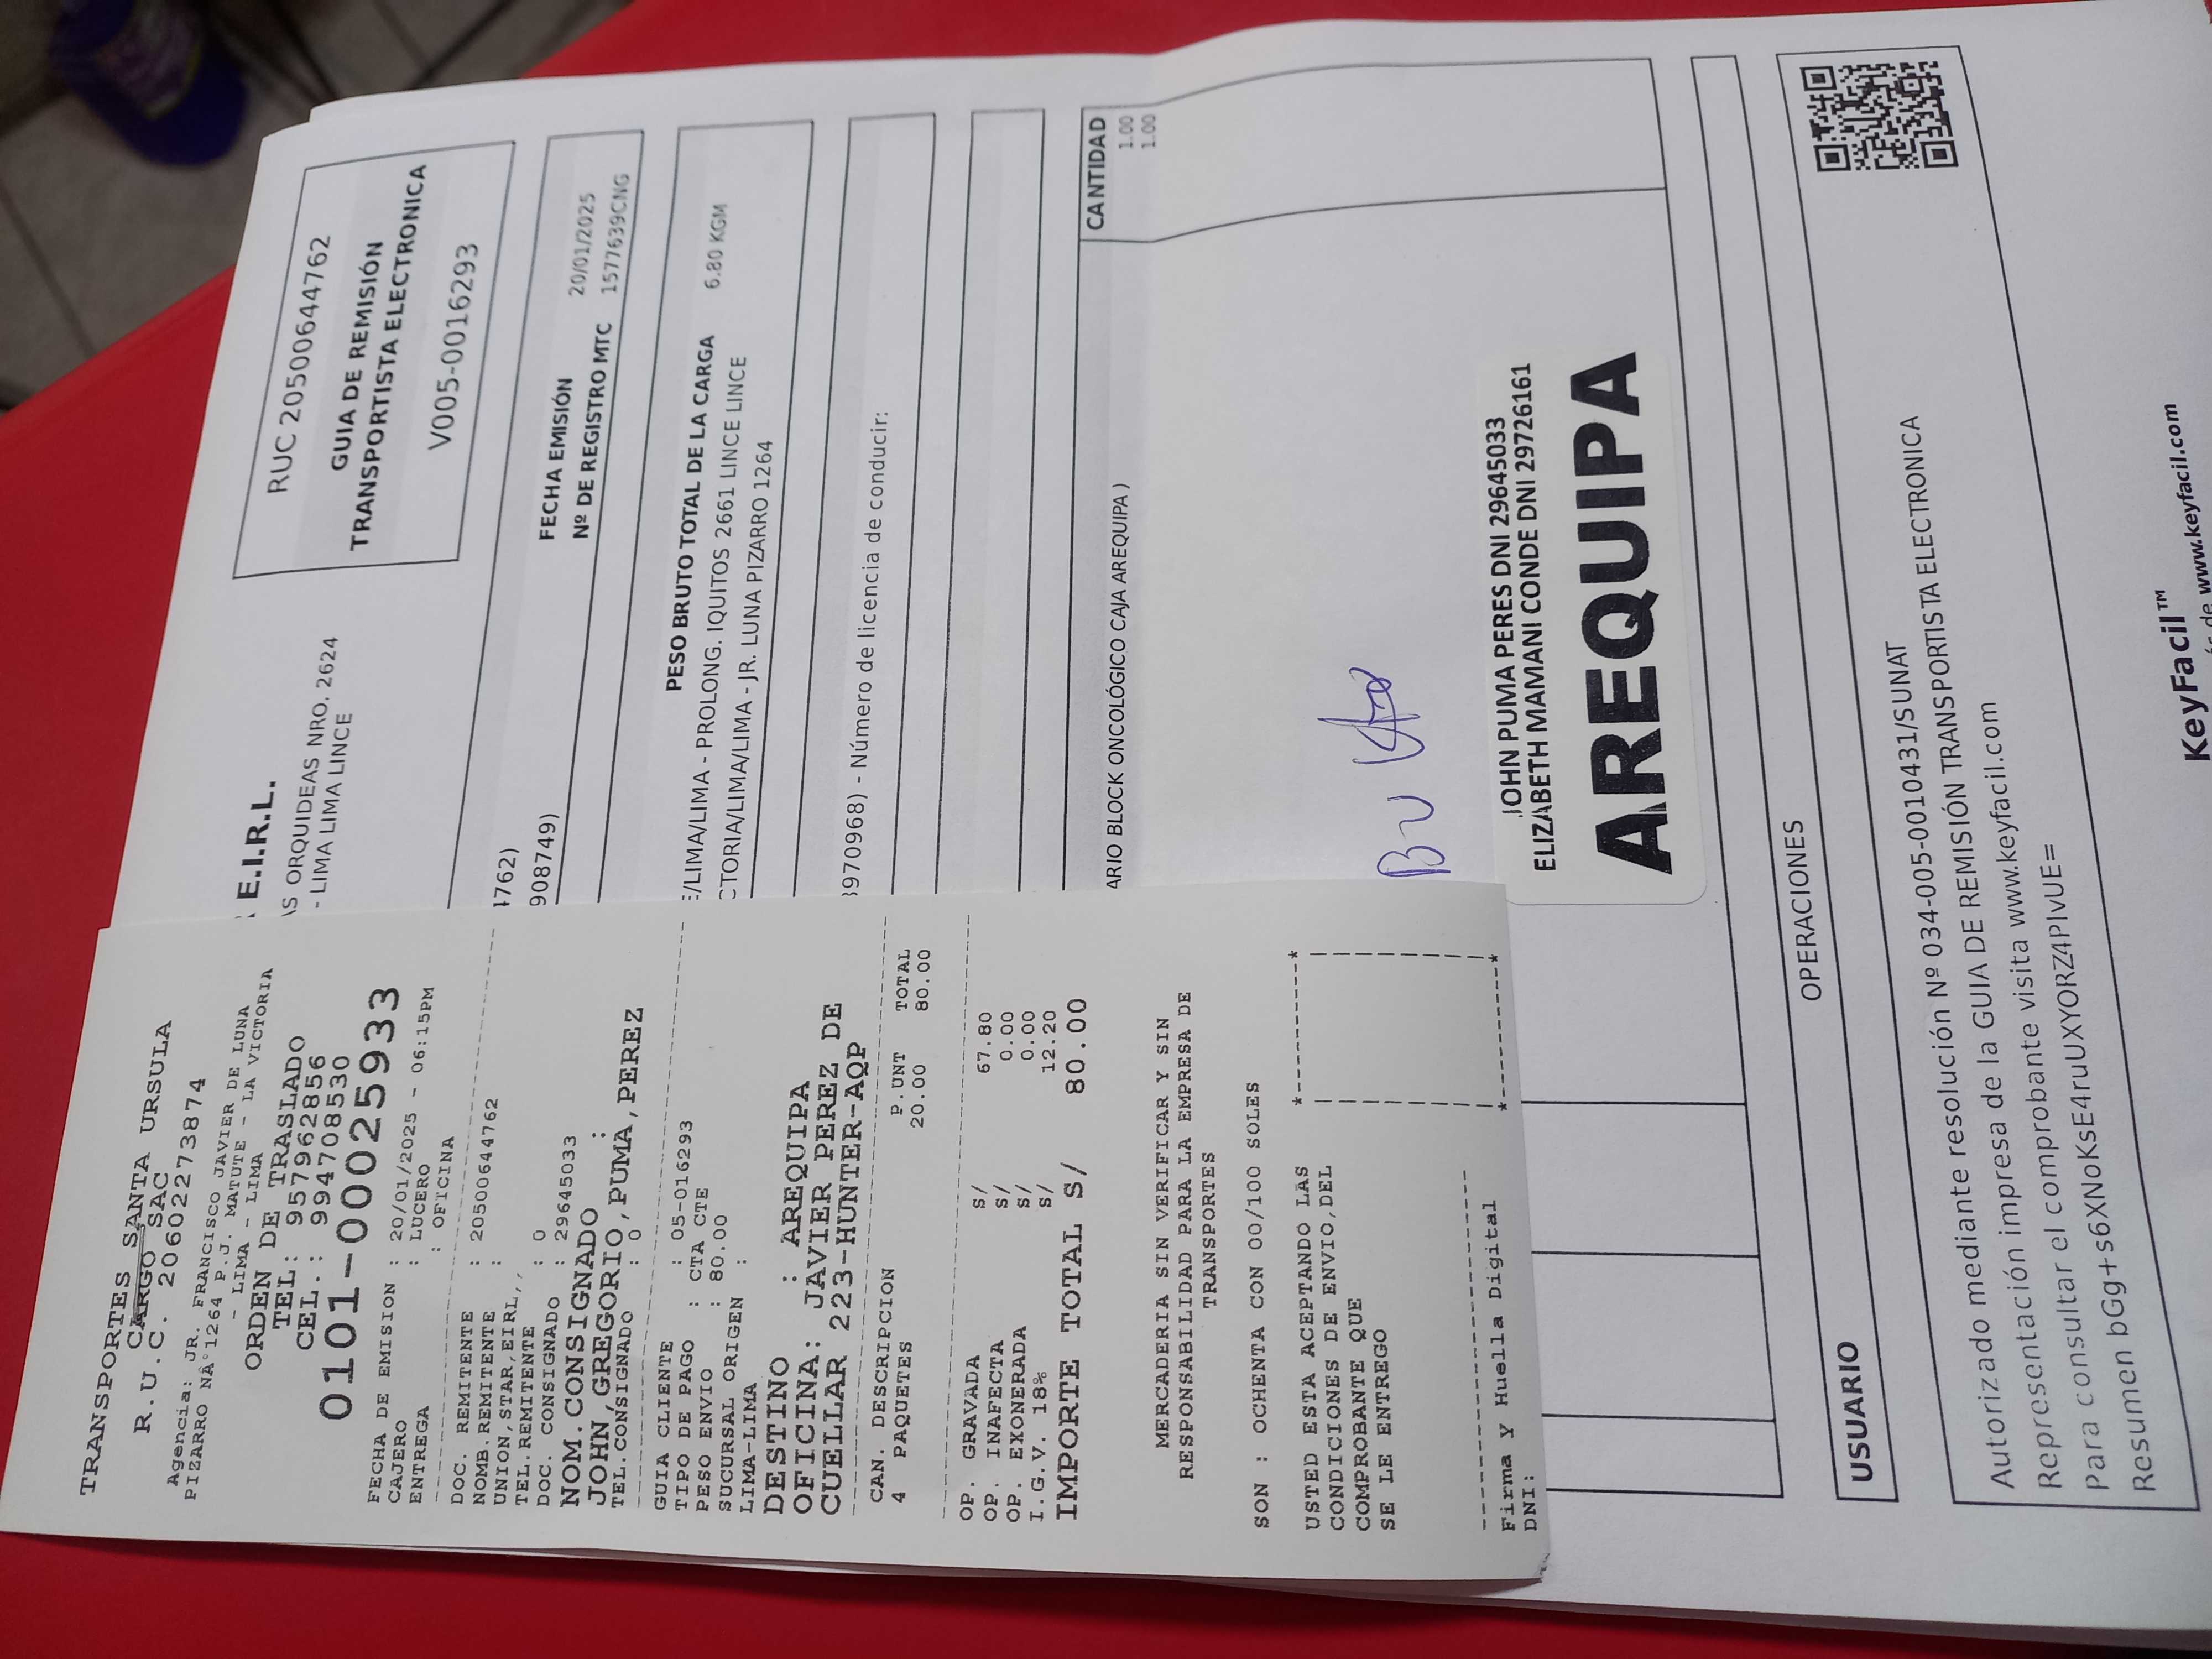 TRANSPORTES SANTA URSULA
CARGO SAC
R.U.C. 20602273874
Agencia: JR. FRANCISCO JAVIER DE LUNA
PIZARRO NÂ°1264 P.J. MATUTE - LA VICTORIA
- LIMA - LIMA
ORDEN DE TRASLADO
TEL: 957962856
CEL.: 994708530
0101-00025933
FECHA DE EMISION : 20/01/2025 - 06:15PM
CAJERO : LUCERO
ENTREGA : OFICINA
DOC. REMITENTE : 20500644762
NOMB.REMITENTE :
UNION,STAR,EIRL,,
TEL.REMITENTE : 0
DOC. CONSIGNADO : 29645033
NOM.CONSIGNADO :
JOHN,GREGORIO,PUMA,PEREZ
TEL.CONSIGNADO : 0
GUIA CLIENTE : 05-016293
TIPO DE PAGO : CTA CTE
PESO ENVIO : 80.00
SUCURSAL ORIGEN :
LIMA-LIMA
DESTINO : AREQUIPA
OFICINA: JAVIER PEREZ DE
CUELLAR 223-HUNTER-AQP
CAN. DESCRIPCION P.UNT TOTAL
4 PAQUETES 20.00 80.00
OP. GRAVADA S/ 67.80
OP. INAFECTA S/ 0.00
OP. EXONERADA S/ 0.00
I.G.V. 18% S/ 12.20
IMPORTE TOTAL S/ 80.00
MERCADERIA SIN VERIFICAR Y SIN
RESPONSABILIDAD PARA LA EMPRESA DE
TRANSPORTES
SON : OCHENTA CON 00/100 SOLES
USTED ESTA ACEPTANDO LAS
CONDICIONES DE ENVIO,DEL
COMPROBANTE QUE
SE LE ENTREGO
Firma y Huella Digital
DNI:
E.I.R.L.
AS ORQUIDEAS NRO. 2624
- LIMA LIMA LINCE
RUC 20500644762
GUIA DE REMISIÓN
TRANSPORTISTA ELECTRONICA
V005-0016293
4762)
908749)
FECHA EMISIÓN 20/01/2025
Nº DE REGISTRO MTC 1577639CNG
PESO BRUTO TOTAL DE LA CARGA 6.80 KGM
E/LIMA/LIMA - PROLONG. IQUITOS 2661 LINCE LINCE
CTORIA/LIMA/LIMA - JR. LUNA PIZARRO 1264
8970968) - Número de licencia de conducir:
CANTIDAD
1.00
ARIO BLOCK ONCOLÓGICO CAJA AREQUIPA ) 1.00
JOHN PUMA PERES DNI 29645033
ELIZABETH MAMANI CONDE DNI 29726161
AREQUIPA
OPERACIONES
USUARIO
Autorizado mediante resolución Nº 034-005-0010431/SUNAT
Representación impresa de la GUIA DE REMISIÓN TRANSPORTISTA ELECTRONICA
Para consultar el comprobante visita www.keyfacil.com
Resumen bGg+s6XNoKsE4ruUXYORZ4PlvUE=
KeyFacil™
de www.keyfacil.com